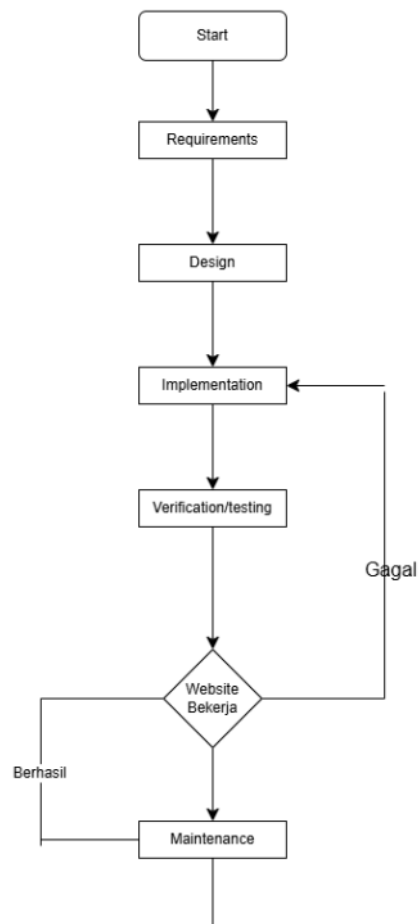 Start
Requirements
Design
Implementation
Verification/testing
Gagal
Website
Bekerja
Berhasil
Maintenance